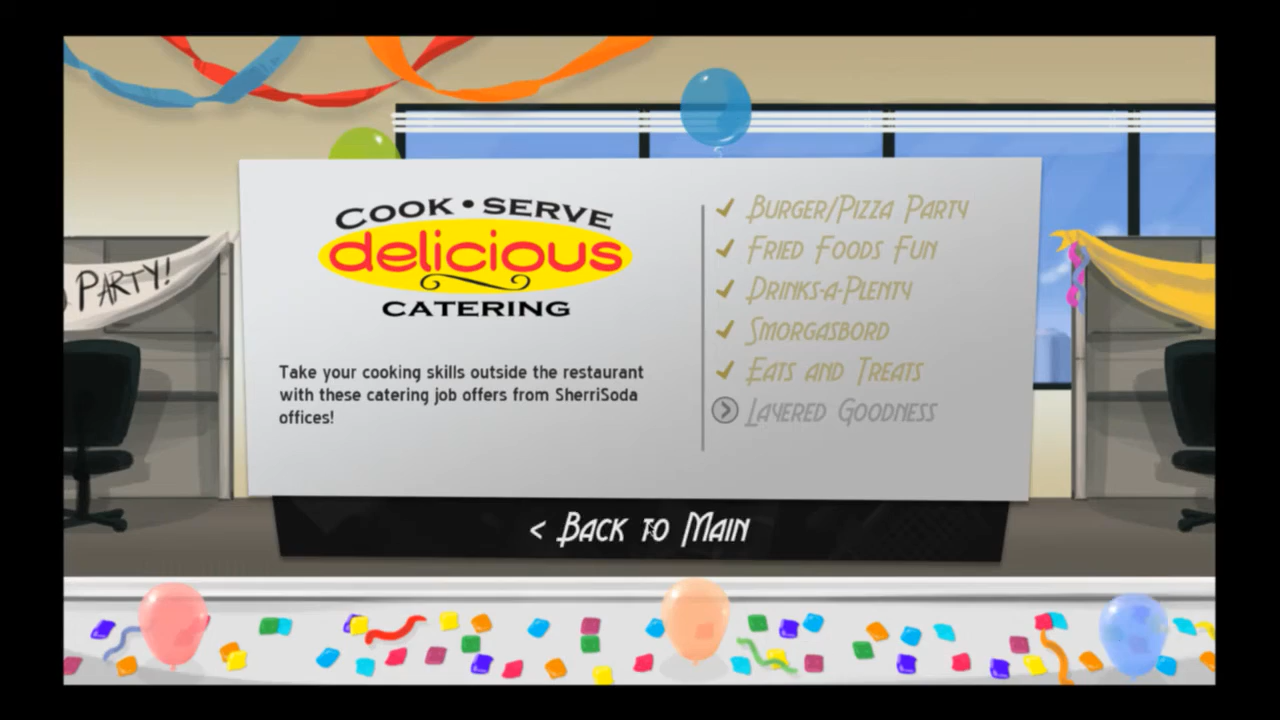 PARTY!
COOK • SERVE
delicious
CATERING
Take your cooking skills outside the restaurant
with these catering job offers from SherriSoda
offices!
BURGER/PIZZA PARTY
FRIED FOODS FUN
DRINKS-A-PLENTY
SMORGASBORD
EATS AND TREATS
LAYERED GOODNESS
< BACK TO MAIN